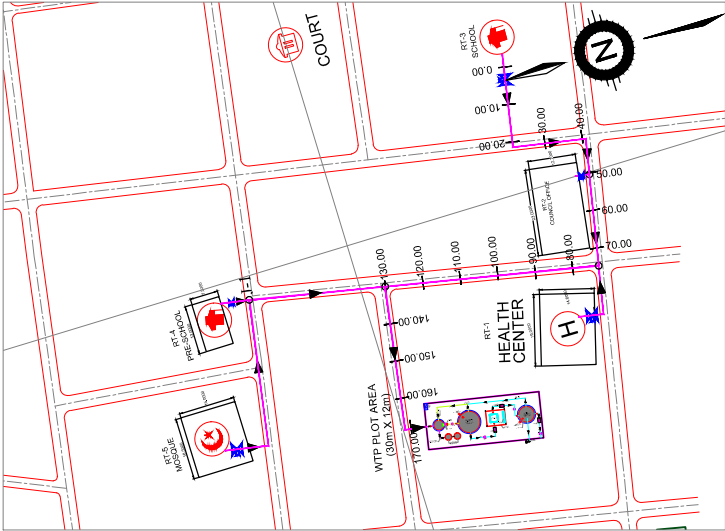 COURT
RT-3
SCHOOL
N
0.00
10.00
20.00
30.00
40.00
50.00
60.00
70.00
80.00
90.00
100.00
110.00
120.00
130.00
140.00
150.00
160.00
170.00
RT-2
COUNCIL OFFICE
RT-4
PRE-SCHOOL
RT-5
MOSQUE
RT-1
HEALTH
CENTER
H
WTP PLOT AREA
(30m X 12m)